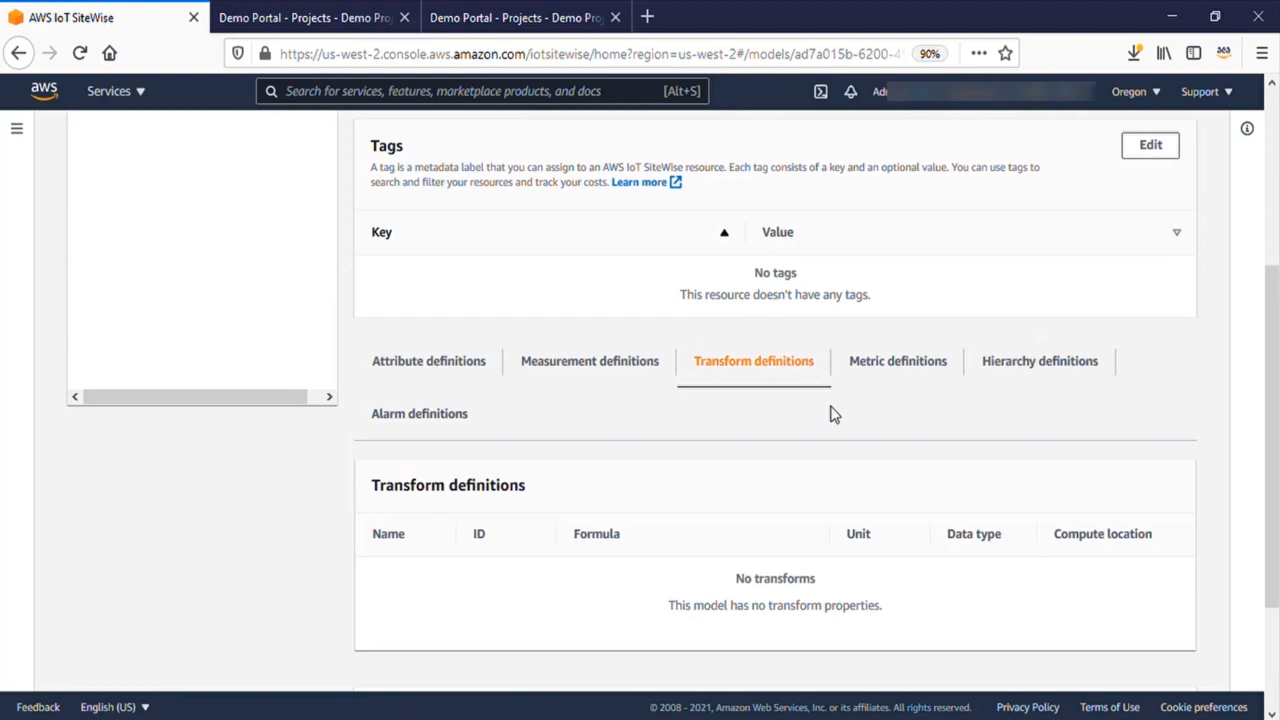 AWS IoT SiteWise
Demo Portal - Projects - Demo Pro
Demo Portal - Projects - Demo Pro
https://us-west-2.console.aws.amazon.com/iotsitewise/home?region=us-west-2#/models/ad7a015b-6200-4
90%
aws
Services
Search for services, features, marketplace products, and docs
[Alt+S]
Oregon
Support
Tags
Edit
A tag is a metadata label that you can assign to an AWS IoT SiteWise resource. Each tag consists of a key and an optional value. You can use tags to
search and filter your resources and track your costs. Learn more
Key
Value
No tags
This resource doesn't have any tags.
Attribute definitions
Measurement definitions
Transform definitions
Metric definitions
Hierarchy definitions
Alarm definitions
Transform definitions
Name
ID
Formula
Unit
Data type
Compute location
No transforms
This model has no transform properties.
Feedback
English (US)
© 2008 - 2021, Amazon Web Services, Inc. or its affiliates. All rights reserved.
Privacy Policy
Terms of Use
Cookie preferences